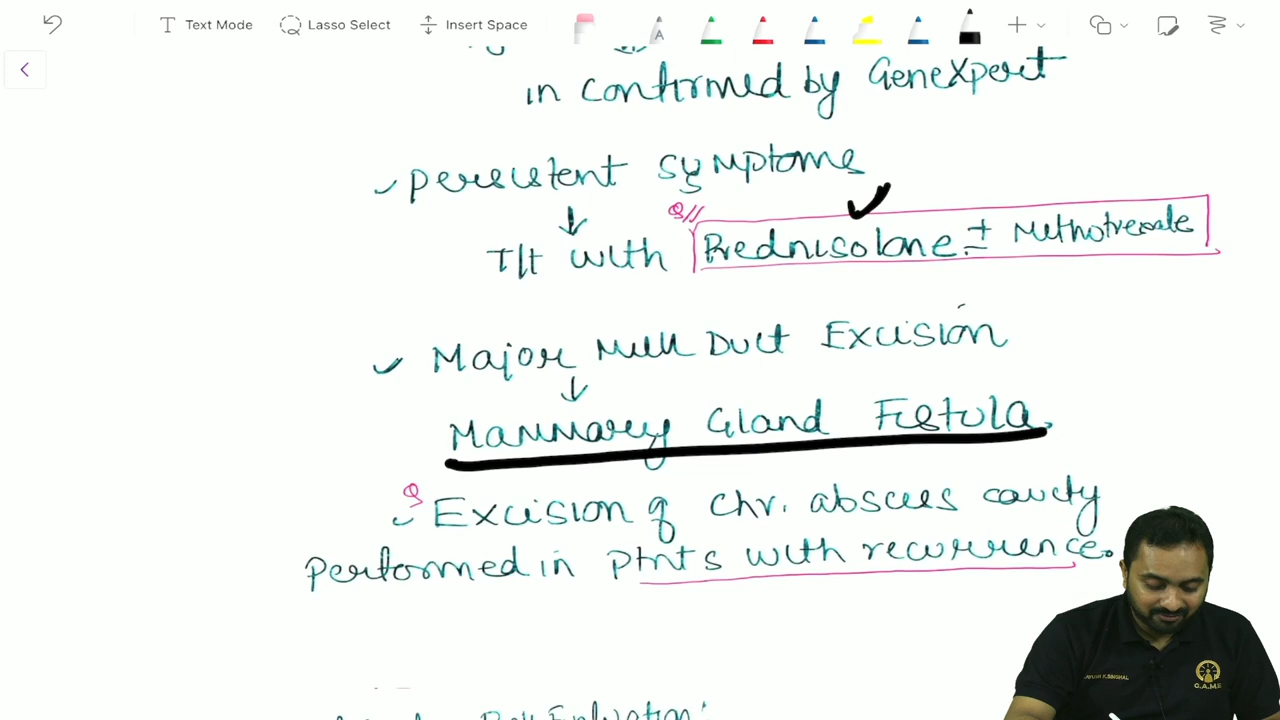 Text Mode Lasso Select Insert Space
in confirmed by GeneXpert
persistent symptoms
T/t with Q// Prednisolone ± Methotrexate
Major Milk Duct Excision
Mammary Gland Fistula.
Q Excision of Chr. abscess cavity
performed in Ptnts with recurrence.
Evaluation:
G.A.M.E